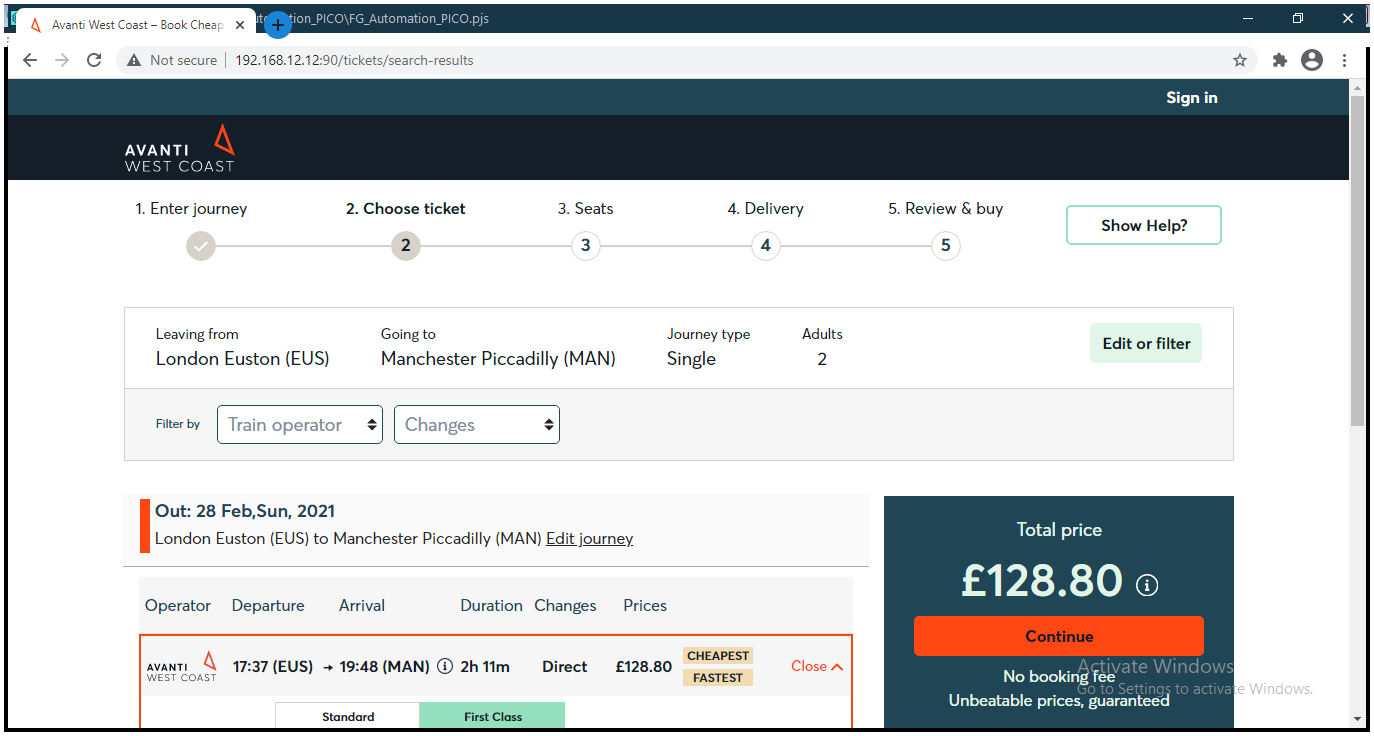 Avanti West Coast – Book Cheap
ion_PICO\FG_Automation_PICO.pjs
Not secure
192.168.12.12:90/tickets/search-results
Sign in
AVANTI
WEST COAST
1. Enter journey
2. Choose ticket
3. Seats
4. Delivery
5. Review & buy
Show Help?
2
3
4
5
Leaving from
Going to
Journey type
Adults
London Euston (EUS)
Manchester Piccadilly (MAN)
Single
2
Edit or filter
Filter by
Train operator
Changes
Out: 28 Feb,Sun, 2021
London Euston (EUS) to Manchester Piccadilly (MAN) Edit journey
Operator
Departure
Arrival
Duration
Changes
Prices
AVANTI
WEST COAST
17:37 (EUS) → 19:48 (MAN)
2h 11m
Direct
£128.80
CHEAPEST
FASTEST
Close
Standard
First Class
Total price
£128.80
Continue
No booking fee
Unbeatable prices, guaranteed
Activate Windows
Go to Settings to activate Windows.